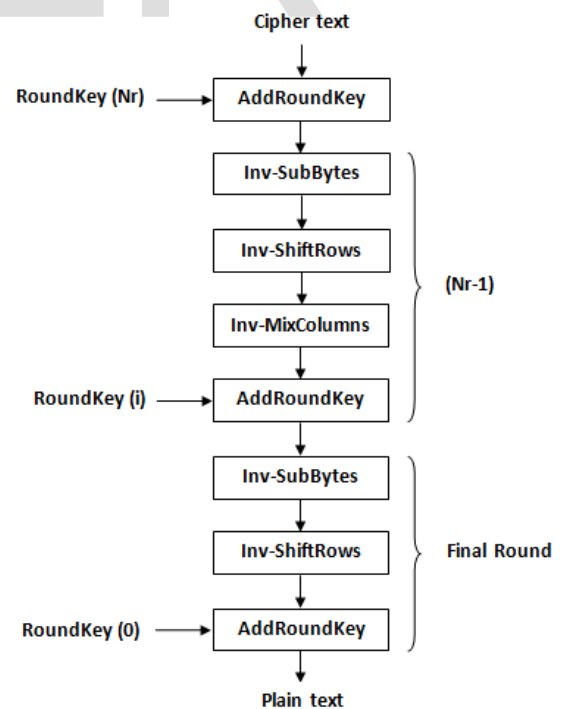 Cipher text
RoundKey (Nr)
AddRoundKey
Inv-SubBytes
Inv-ShiftRows
(Nr-1)
Inv-MixColumns
RoundKey (i)
AddRoundKey
Inv-SubBytes
Inv-ShiftRows
Final Round
RoundKey (0)
AddRoundKey
Plain text